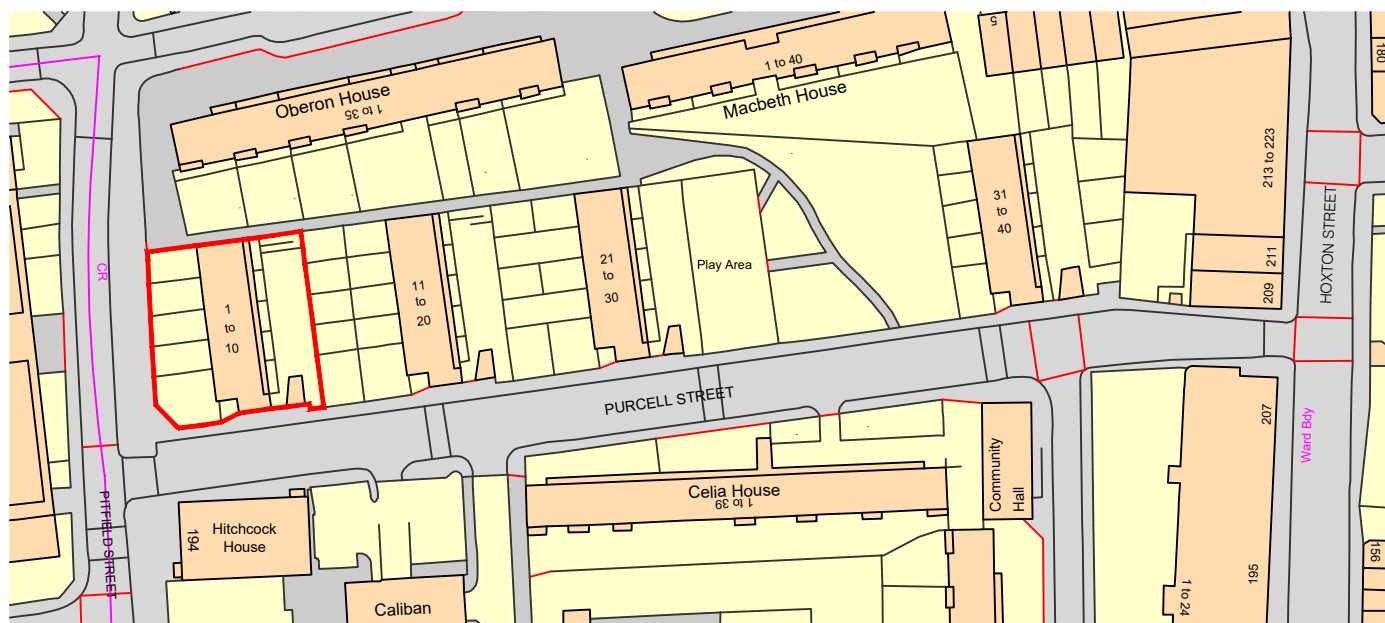 Oberon House
1 to 35
1 to 40
Macbeth House
5
180
213 to 223
HOXTON STREET
211
209
31
to
40
CR
1
to
10
11
to
20
21
to
30
Play Area
PURCELL STREET
PITFIELD STREET
194
Hitchcock
House
Caliban
Celia House
1 to 39
Community
Hall
207
195
1 to 24
Ward Bdy
156